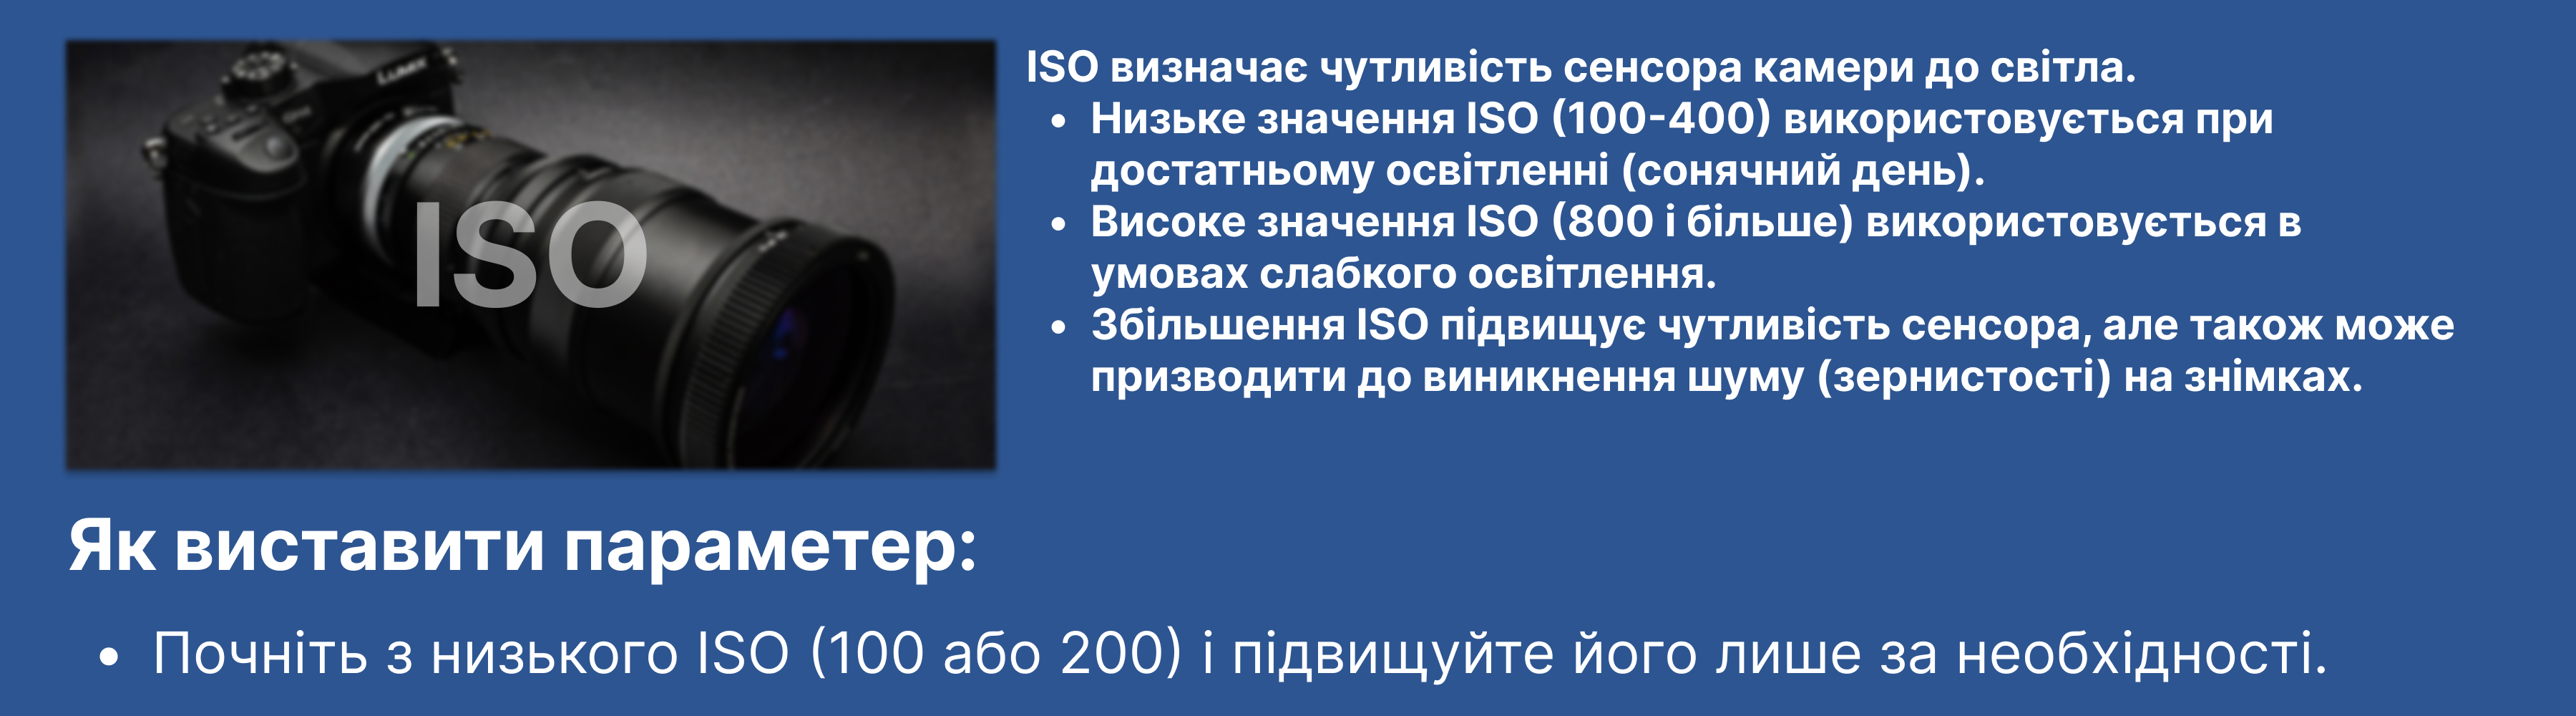 LUMIX
ISO
ISO визначає чутливість сенсора камери до світла.
• Низьке значення ISO (100-400) використовується при
достатньому освітленні (сонячний день).
• Високе значення ISO (800 і більше) використовується в
умовах слабкого освітлення.
• Збільшення ISO підвищує чутливість сенсора, але також може
призводити до виникнення шуму (зернистості) на знімках.
Як виставити параметер:
• Почніть з низького ISO (100 або 200) і підвищуйте його лише за необхідності.